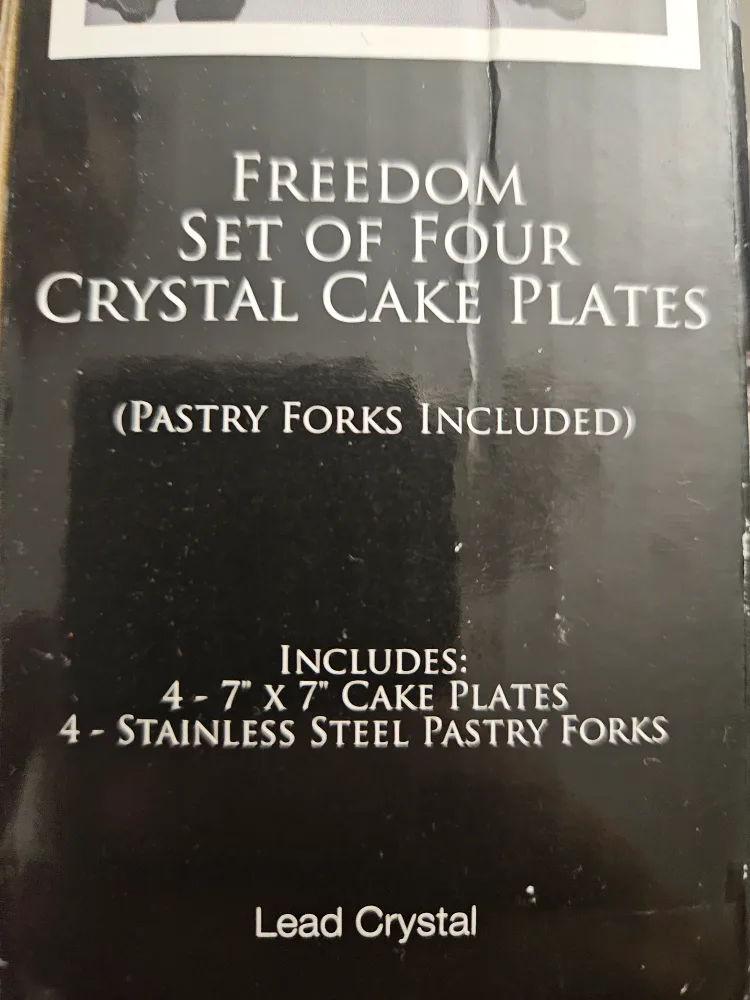 FREEDOM
SET OF FOUR
CRYSTAL CAKE PLATES
(PASTRY FORKS INCLUDED)
INCLUDES:
4 - 7" X 7" CAKE PLATES
4 - STAINLESS STEEL PASTRY FORKS
Lead Crystal